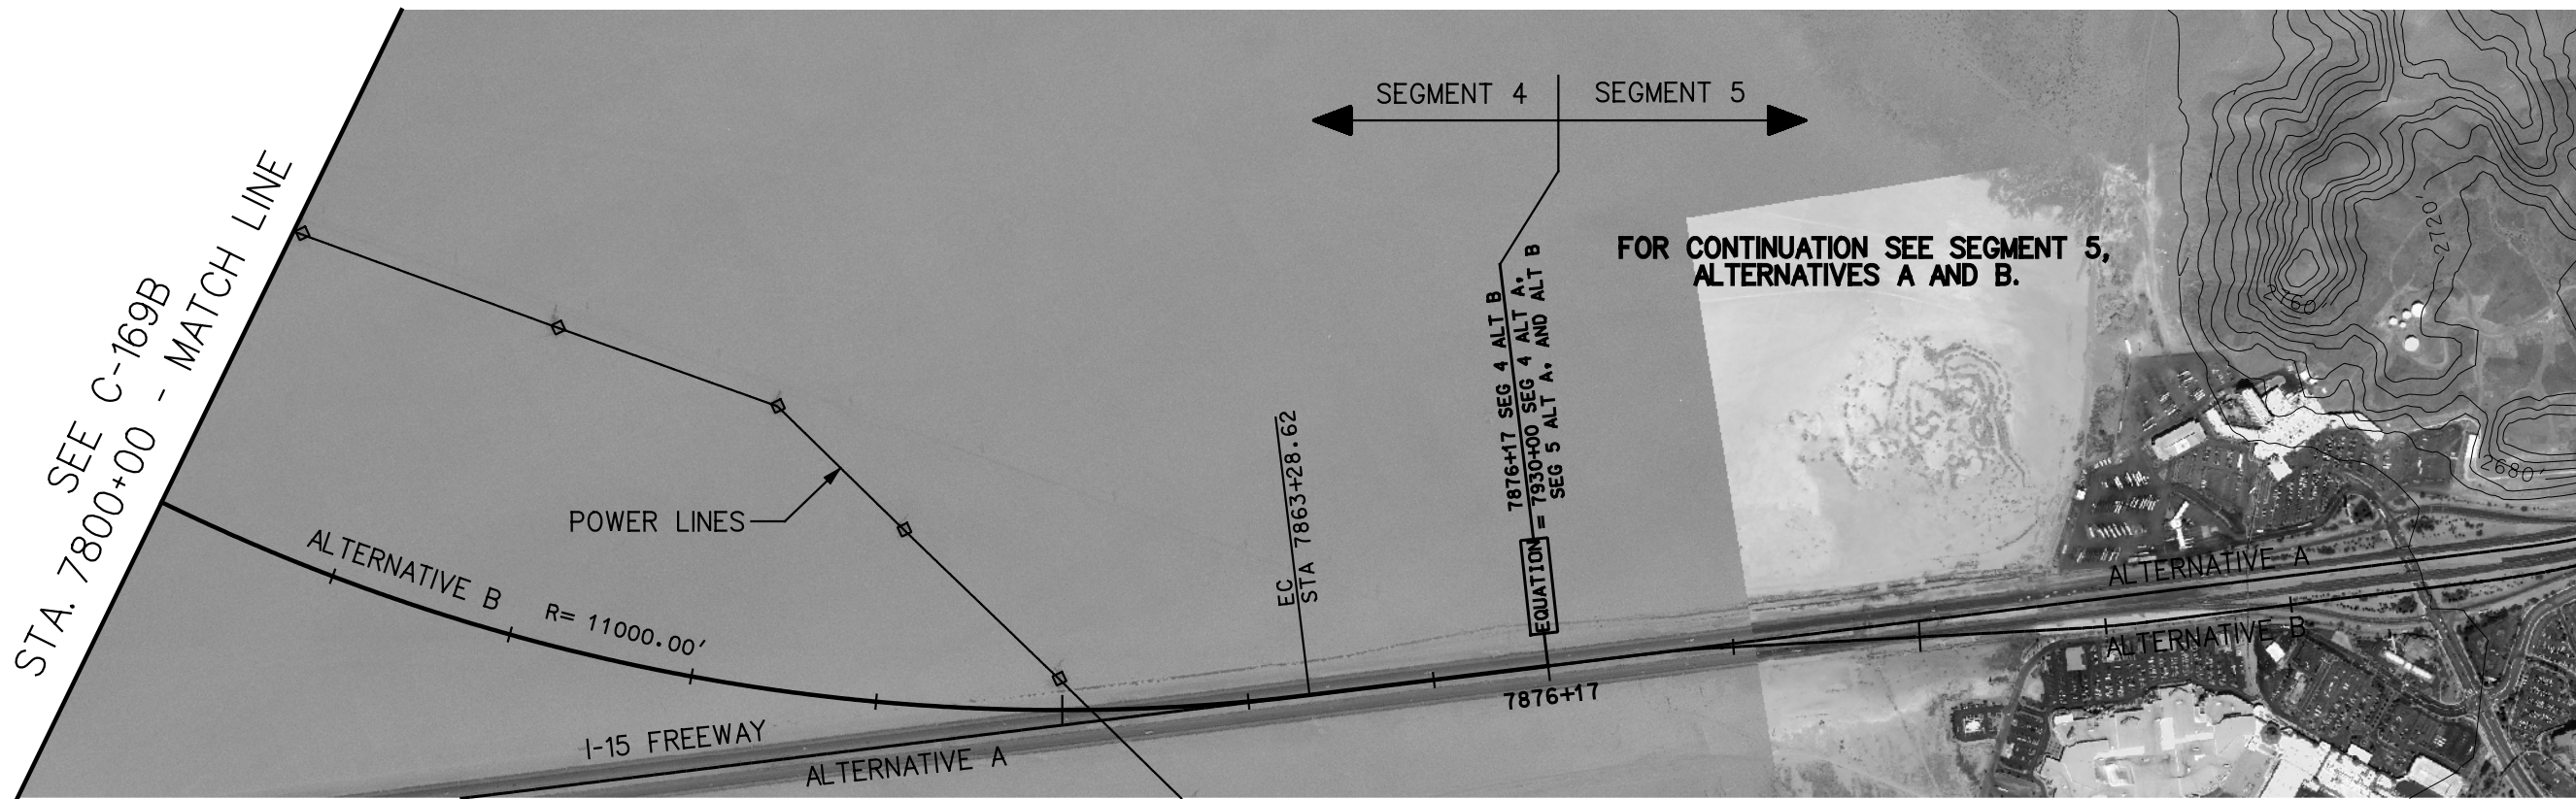 SEE C-169B
STA. 7800+00 - MATCH LINE
SEGMENT 4
SEGMENT 5
FOR CONTINUATION SEE SEGMENT 5,
ALTERNATIVES A AND B.
POWER LINES
ALTERNATIVE B
R= 11000.00'
I-15 FREEWAY
ALTERNATIVE A
EC
STA 7863+28.62
7876+17 SEG 4 ALT B
EQUATION = 7930+00 SEG 4 ALT A,
SEG 5 ALT A, AND ALT B
7876+17
ALTERNATIVE A
ALTERNATIVE B
2720'
2760'
2680'